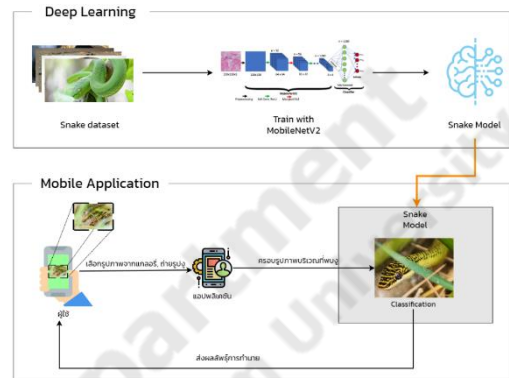 Deep Learning
Snake dataset
Train with
MobileNetV2
Snake Model
Mobile Application
Snake
Model
เลือกรูปภาพจากแกลอรี่, ถ่ายรูปงู
ครอบรูปภาพบริเวณที่พบงู
ผู้ใช้
แอปพลิเคชัน
Classification
ส่งผลลัพธ์การทำนาย